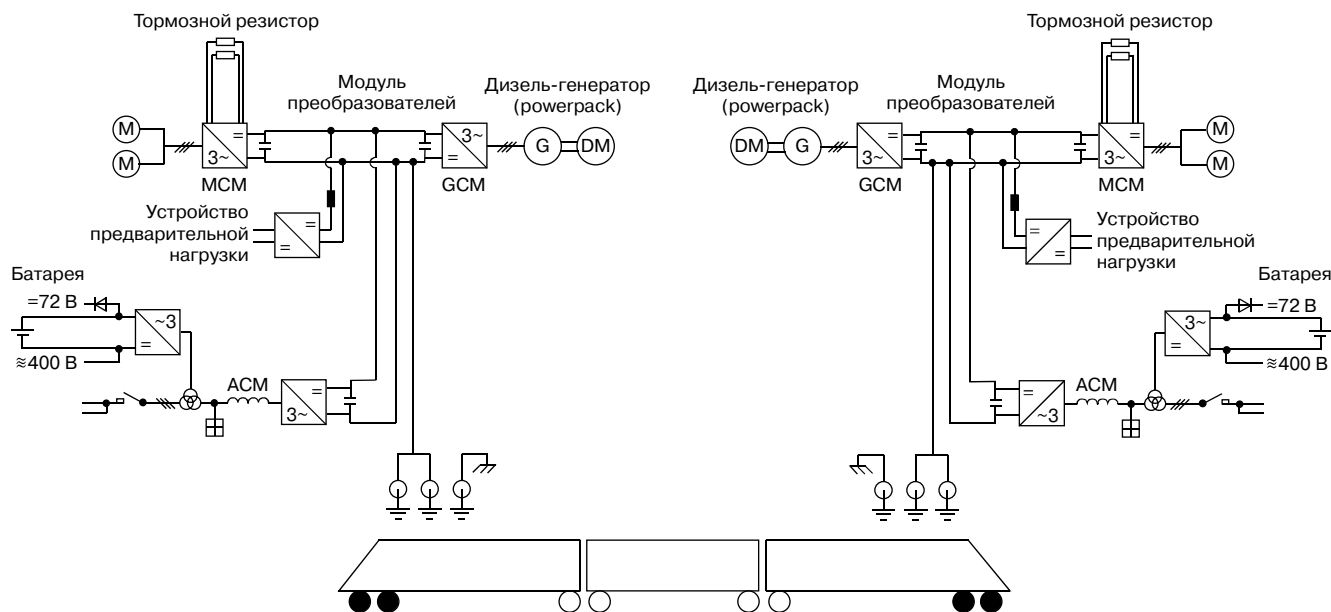 Тормозной резистор
Модуль
преобразователей
Дизель-генератор
(powerpack)
M
M
=
3~
3~
=
G
DM
MCM
GCM
Устройство
предварительной
нагрузки
=
=
Батарея
=72 В
≈400 В
~3
=
ACM
=
3~
Тормозной резистор
Дизель-генератор
(powerpack)
Модуль
преобразователей
DM
G
=
3~
=
3~
M
M
GCM
MCM
Устройство
предварительной
нагрузки
=
=
Батарея
=72 В
≈400 В
3~
=
ACM
=
~3